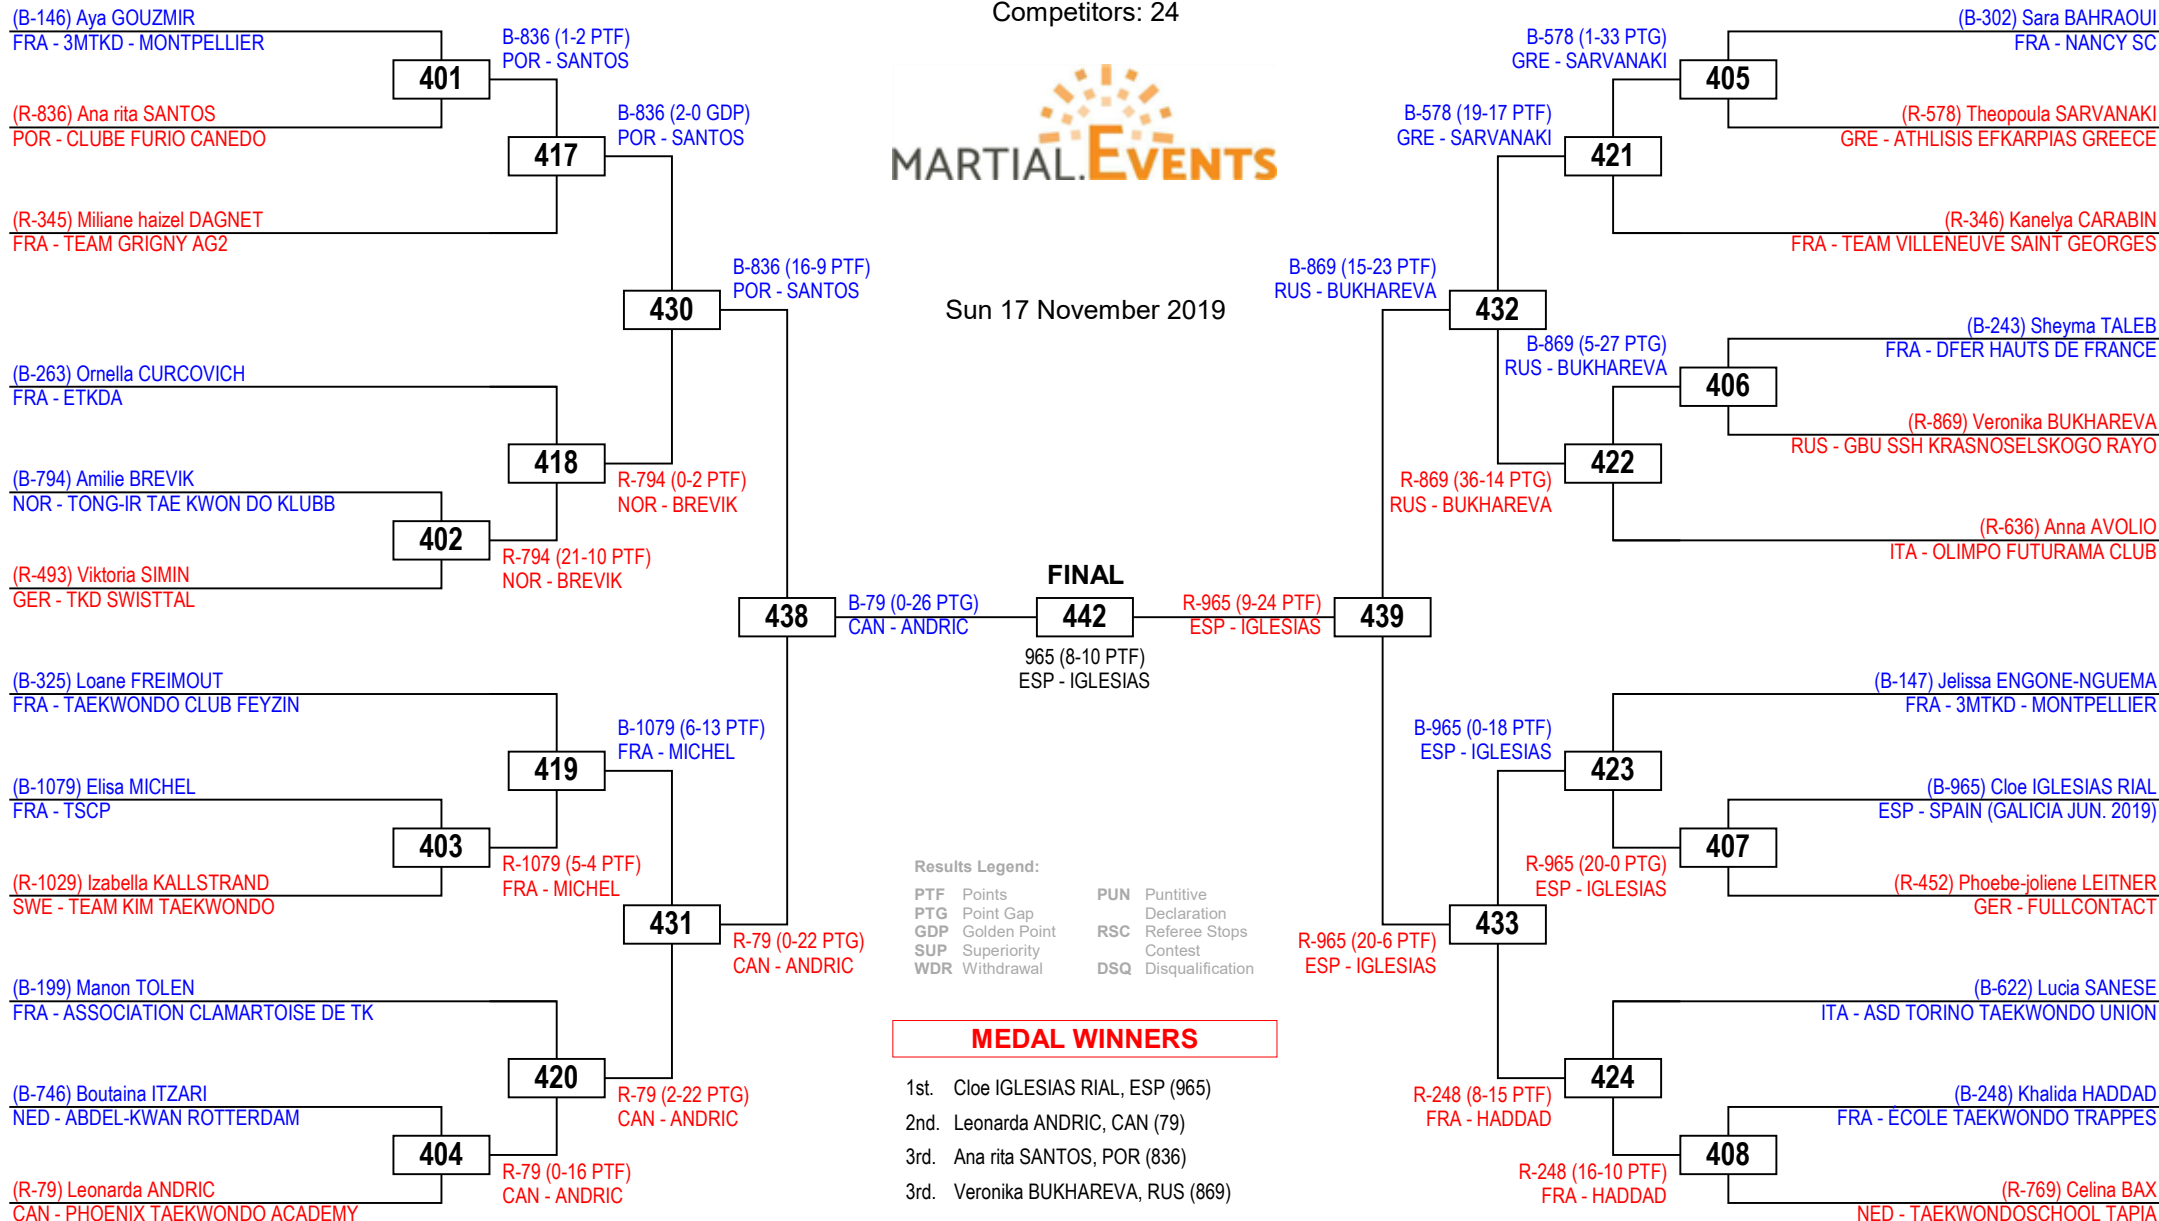 Competitors: 24
MARTIAL.EVENTS
Sun 17 November 2019
(B-146) Aya GOUZMIR
FRA - 3MTKD - MONTPELLIER
401
(R-836) Ana rita SANTOS
POR - CLUBE FURIO CANEDO
B-836 (1-2 PTF)
POR - SANTOS
417
(R-345) Miliane haizel DAGNET
FRA - TEAM GRIGNY AG2
B-836 (2-0 GDP)
POR - SANTOS
430
B-836 (16-9 PTF)
POR - SANTOS
(B-263) Ornella CURCOVICH
FRA - ETKDA
418
R-794 (0-2 PTF)
NOR - BREVIK
(B-794) Amilie BREVIK
NOR - TONG-IR TAE KWON DO KLUBB
402
R-794 (21-10 PTF)
NOR - BREVIK
(R-493) Viktoria SIMIN
GER - TKD SWISTTAL
438
B-79 (0-26 PTG)
CAN - ANDRIC
(B-325) Loane FREIMOUT
FRA - TAEKWONDO CLUB FEYZIN
419
B-1079 (6-13 PTF)
FRA - MICHEL
(B-1079) Elisa MICHEL
FRA - TSCP
403
R-1079 (5-4 PTF)
FRA - MICHEL
(R-1029) Izabella KALLSTRAND
SWE - TEAM KIM TAEKWONDO
431
R-79 (0-22 PTG)
CAN - ANDRIC
(B-199) Manon TOLEN
FRA - ASSOCIATION CLAMARTOISE DE TK
420
R-79 (2-22 PTG)
CAN - ANDRIC
(B-746) Boutaina ITZARI
NED - ABDEL-KWAN ROTTERDAM
404
R-79 (0-16 PTF)
CAN - ANDRIC
(R-79) Leonarda ANDRIC
CAN - PHOENIX TAEKWONDO ACADEMY
FINAL
442
965 (8-10 PTF)
ESP - IGLESIAS
R-965 (9-24 PTF)
ESP - IGLESIAS
439
(B-302) Sara BAHRAOUI
FRA - NANCY SC
B-578 (1-33 PTG)
GRE - SARVANAKI
405
(R-578) Theopoula SARVANAKI
GRE - ATHLISIS EFKARPIAS GREECE
B-578 (19-17 PTF)
GRE - SARVANAKI
421
(R-346) Kanelya CARABIN
FRA - TEAM VILLENEUVE SAINT GEORGES
B-869 (15-23 PTF)
RUS - BUKHAREVA
432
(B-243) Sheyma TALEB
FRA - DFER HAUTS DE FRANCE
B-869 (5-27 PTG)
RUS - BUKHAREVA
406
(R-869) Veronika BUKHAREVA
RUS - GBU SSH KRASNOSELSKOGO RAYO
422
R-869 (36-14 PTG)
RUS - BUKHAREVA
(R-636) Anna AVOLIO
ITA - OLIMPO FUTURAMA CLUB
(B-147) Jelissa ENGONE-NGUEMA
FRA - 3MTKD - MONTPELLIER
B-965 (0-18 PTF)
ESP - IGLESIAS
423
(B-965) Cloe IGLESIAS RIAL
ESP - SPAIN (GALICIA JUN. 2019)
407
R-965 (20-0 PTG)
ESP - IGLESIAS
(R-452) Phoebe-joliene LEITNER
GER - FULLCONTACT
433
R-965 (20-6 PTF)
ESP - IGLESIAS
(B-622) Lucia SANESE
ITA - ASD TORINO TAEKWONDO UNION
424
R-248 (8-15 PTF)
FRA - HADDAD
(B-248) Khalida HADDAD
FRA - ÉCOLE TAEKWONDO TRAPPES
408
R-248 (16-10 PTF)
FRA - HADDAD
(R-769) Celina BAX
NED - TAEKWONDOSCHOOL TAPIA
Results Legend:
PTF Points PUN Puntitive
PTG Point Gap Declaration
GDP Golden Point RSC Referee Stops
SUP Superiority Contest
WDR Withdrawal DSQ Disqualification
MEDAL WINNERS
1st. Cloe IGLESIAS RIAL, ESP (965)
2nd. Leonarda ANDRIC, CAN (79)
3rd. Ana rita SANTOS, POR (836)
3rd. Veronika BUKHAREVA, RUS (869)